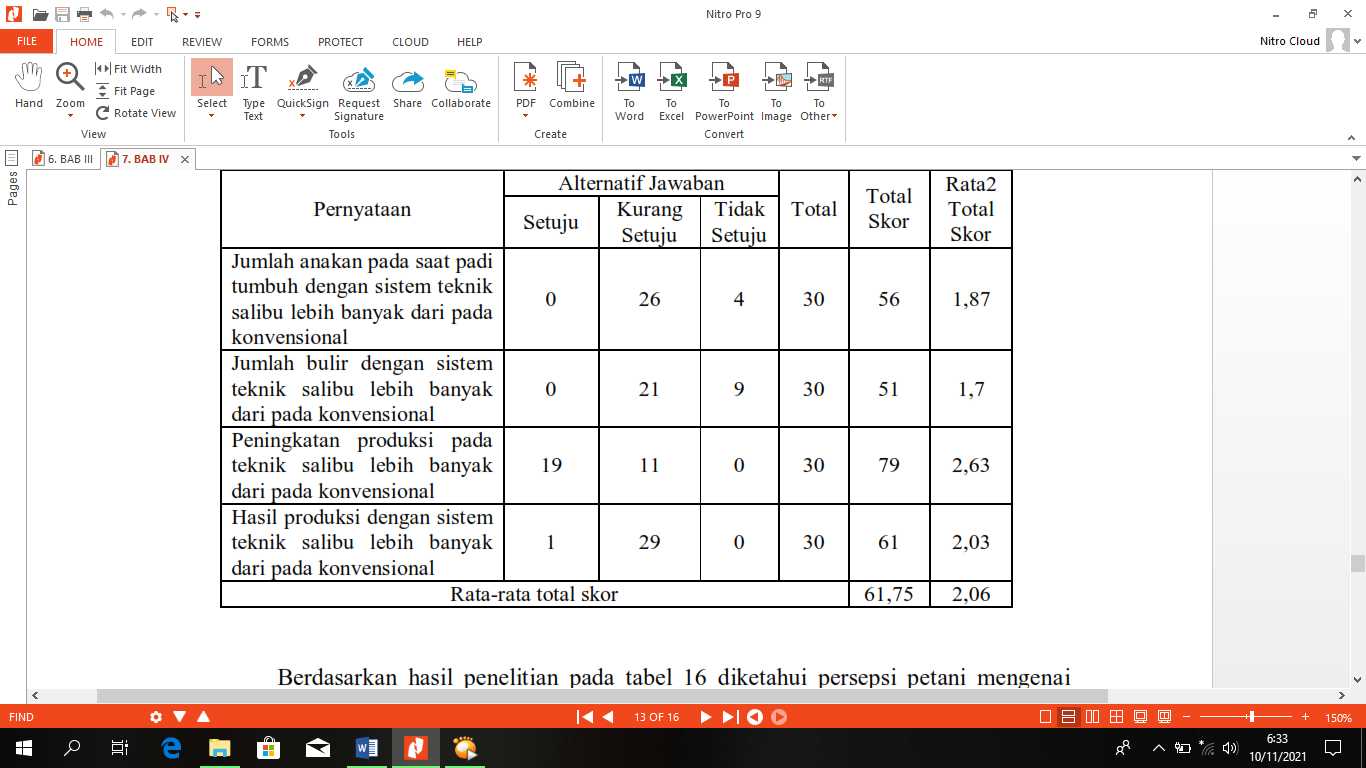 Nitro Pro 9
FILE HOME EDIT REVIEW FORMS PROTECT CLOUD HELP
Nitro Cloud
Hand
Zoom
Fit Width
Fit Page
Rotate View
View
Select
Type
Text
QuickSign
Request
Signature
Share
Collaborate
Tools
PDF
Combine
Create
To
Word
To
Excel
To
PowerPoint
To
Image
To
Other
Convert
6. BAB III
7. BAB IV
Pages
Pernyataan
Alternatif Jawaban
Setuju
Kurang
Setuju
Tidak
Setuju
Total
Total
Skor
Rata2
Total
Skor
Jumlah anakan pada saat padi
tumbuh dengan sistem teknik
salibu lebih banyak dari pada
konvensional
0 26 4 30 56 1,87
Jumlah bulir dengan sistem
teknik salibu lebih banyak
dari pada konvensional
0 21 9 30 51 1,7
Peningkatan produksi pada
teknik salibu lebih banyak
dari pada konvensional
19 11 0 30 79 2,63
Hasil produksi dengan sistem
teknik salibu lebih banyak
dari pada konvensional
1 29 0 30 61 2,03
Rata-rata total skor 61,75 2,06
Berdasarkan hasil penelitian pada tabel 16 diketahui persepsi petani mengenai
FIND
13 OF 16
150%
6:33
10/11/2021